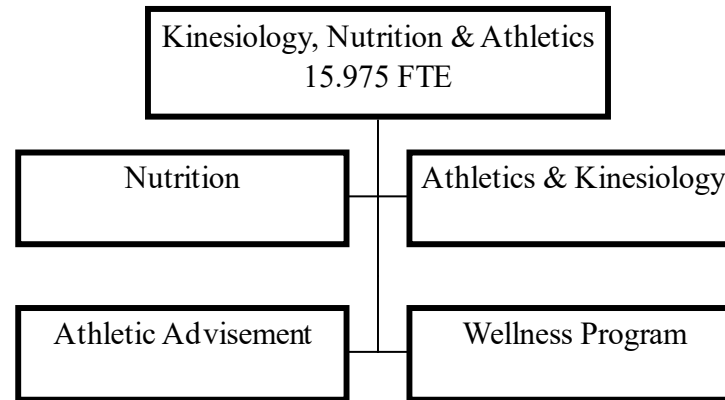 Kinesiology, Nutrition & Athletics
15.975 FTE
Nutrition
Athletics & Kinesiology
Athletic Advisement
Wellness Program